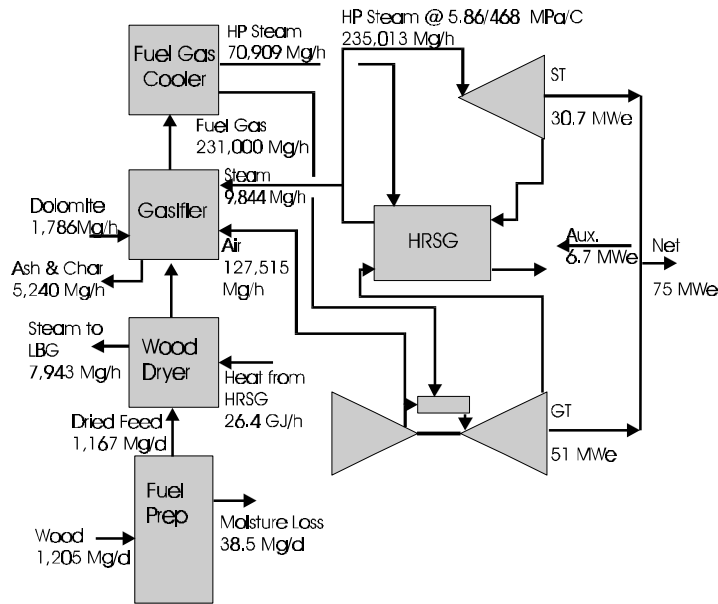 HP Steam
70,909 Mg/h
HP Steam @ 5.86/468 MPa/C
235,013 Mg/h
Fuel Gas
Cooler
ST
30.7 MWe
Fuel Gas
231,000 Mg/h
Steam
9,844 Mg/h
Gasifier
Dolomite
1,786Mg/h
Air
127,515
Mg/h
HRSG
Aux.
6.7 MWe
Net
75 MWe
Ash & Char
5,240 Mg/h
Steam to
LBG
7,943 Mg/h
Wood
Dryer
Heat from
HRSG
26.4 GJ/h
Dried Feed
1,167 Mg/d
GT
51 MWe
Fuel
Prep
Wood
1,205 Mg/d
Moisture Loss
38.5 Mg/d